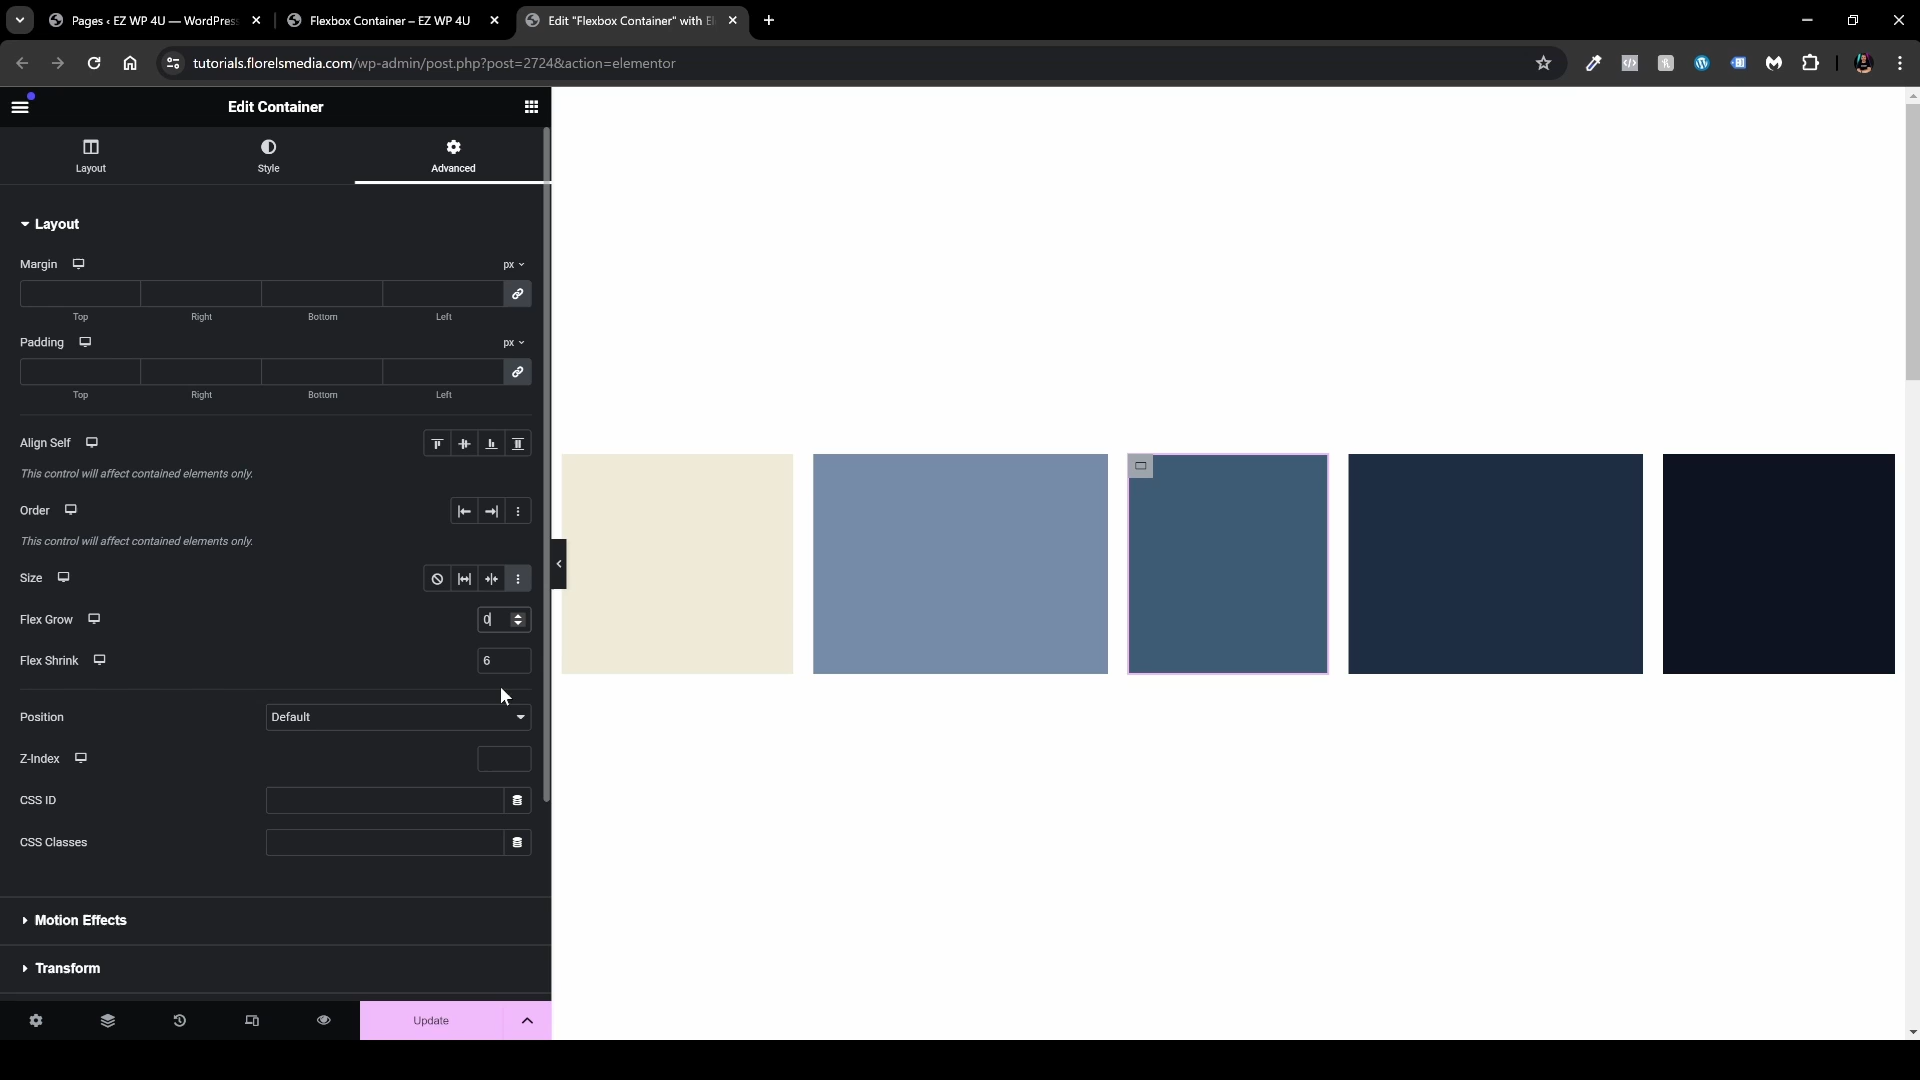 Pages ‹ EZ WP 4U — WordPress
Flexbox Container – EZ WP 4U
Edit "Flexbox Container" with El
tutorials.florelsmedia.com/wp-admin/post.php?post=2724&action=elementor
Edit Container
Layout
Style
Advanced
Layout
Margin
px
Top Right Bottom Left
Padding
px
Top Right Bottom Left
Align Self
This control will affect contained elements only.
Order
This control will affect contained elements only.
Size
Flex Grow
0
Flex Shrink
6
Position
Default
Z-Index
CSS ID
CSS Classes
Motion Effects
Transform
Update